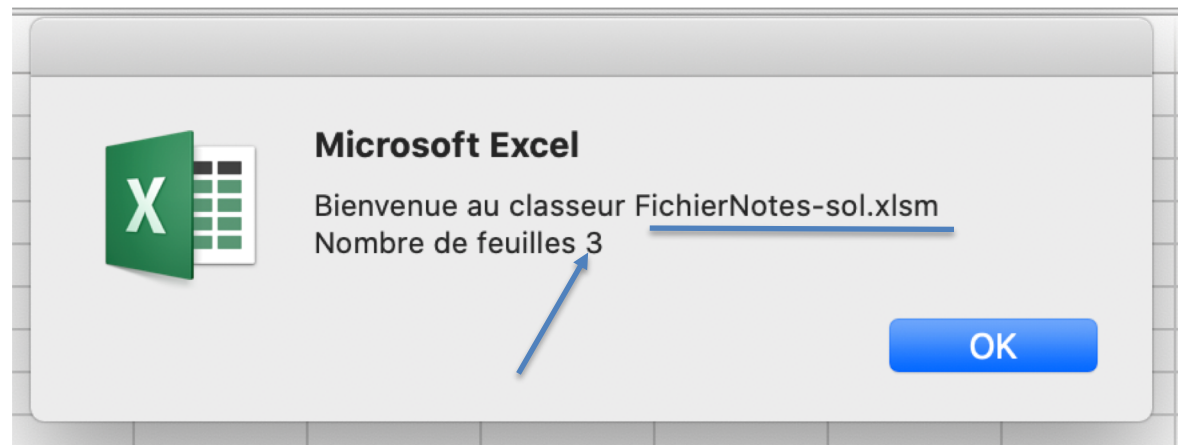 Microsoft Excel
Bienvenue au classeur FichierNotes-sol.xlsm
Nombre de feuilles 3
X
OK